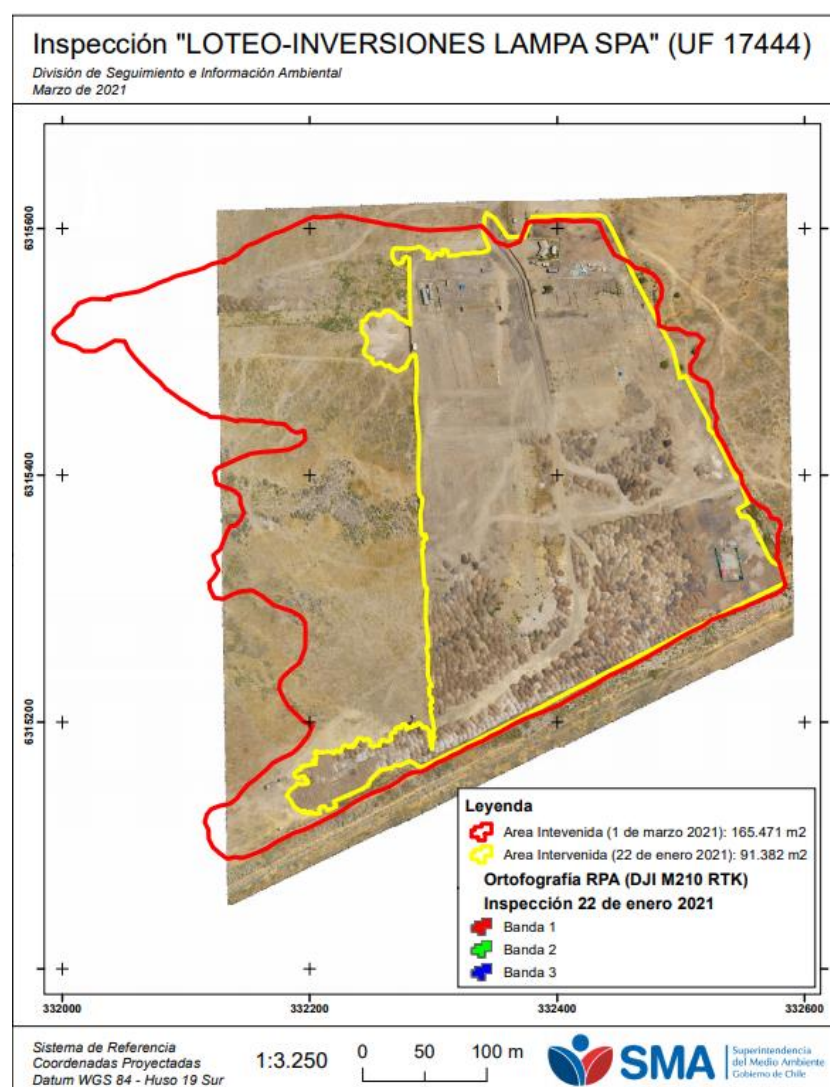 Inspección "LOTEO-INVERSIONES LAMPA SPA" (UF 17444)
División de Seguimiento e Información Ambiental
Marzo de 2021
6315600
6315400
6315200
332000
332200
332400
332600
Leyenda
Area Intevenida (1 de marzo 2021): 165.471 m2
Area Intervenida (22 de enero 2021): 91.382 m2
Ortofografía RPA (DJI M210 RTK)
Inspección 22 de enero 2021
Banda 1
Banda 2
Banda 3
Sistema de Referencia
Coordenadas Proyectadas
Datum WGS 84 - Huso 19 Sur
1:3.250
0 50 100 m
SMA
Superintendencia
del Medio Ambiente
Gobierno de Chile